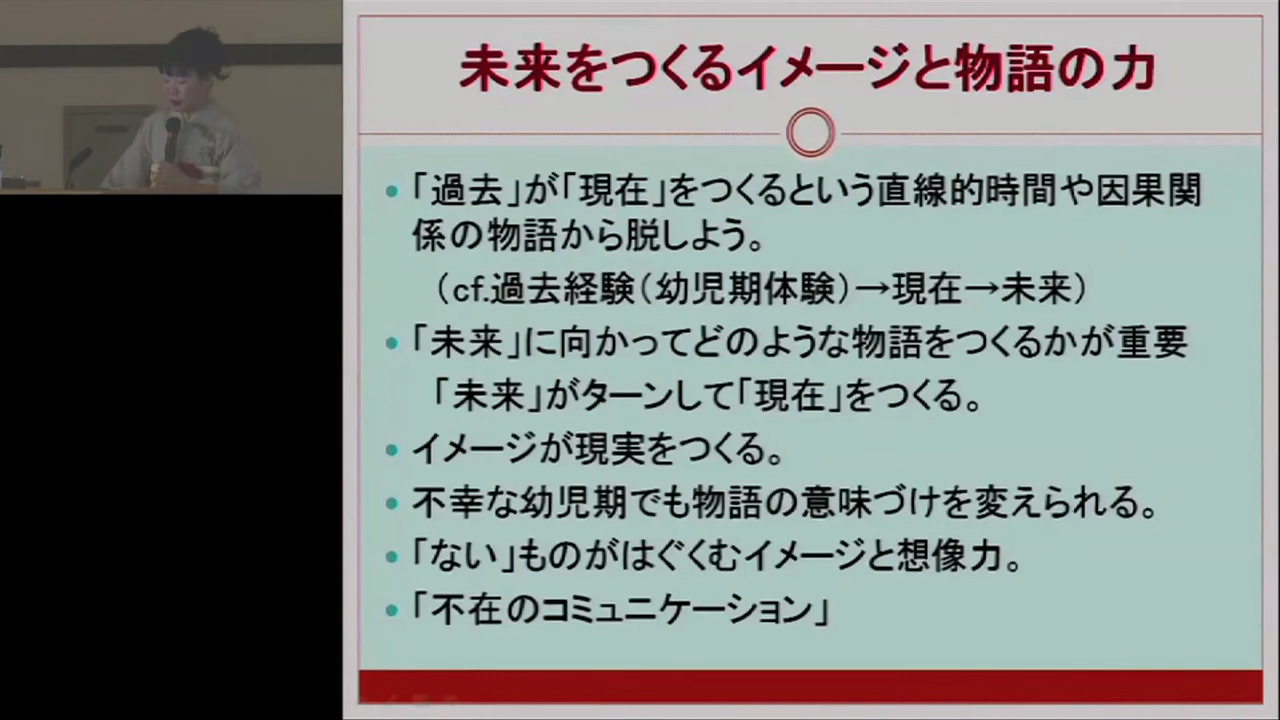 未来をつくるイメージと物語の力
• 「過去」が「現在」をつくるという直線的時間や因果関
係の物語から脱しよう。
（cf.過去経験（幼児期体験）→現在→未来）
• 「未来」に向かってどのような物語をつくるかが重要
「未来」がターンして「現在」をつくる。
• イメージが現実をつくる。
• 不幸な幼児期でも物語の意味づけを変えられる。
• 「ない」ものがはぐくむイメージと想像力。
• 「不在のコミュニケーション」